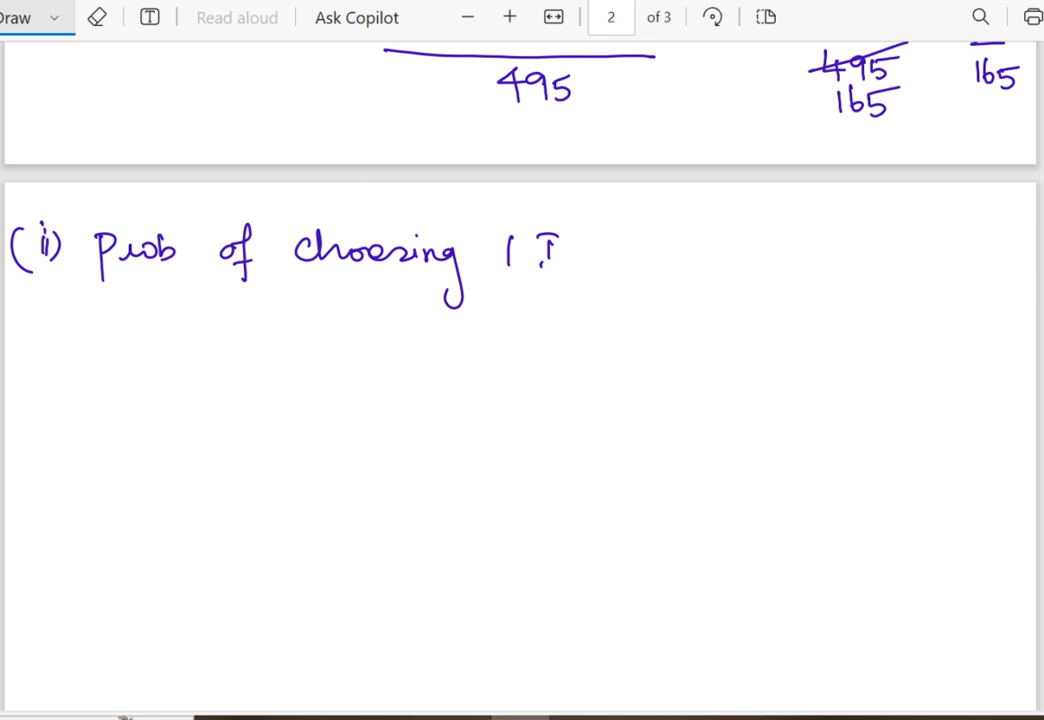 Draw
Read aloud
Ask Copilot
2 of 3
495
495
165
165
(ii) Prob of choosing 1